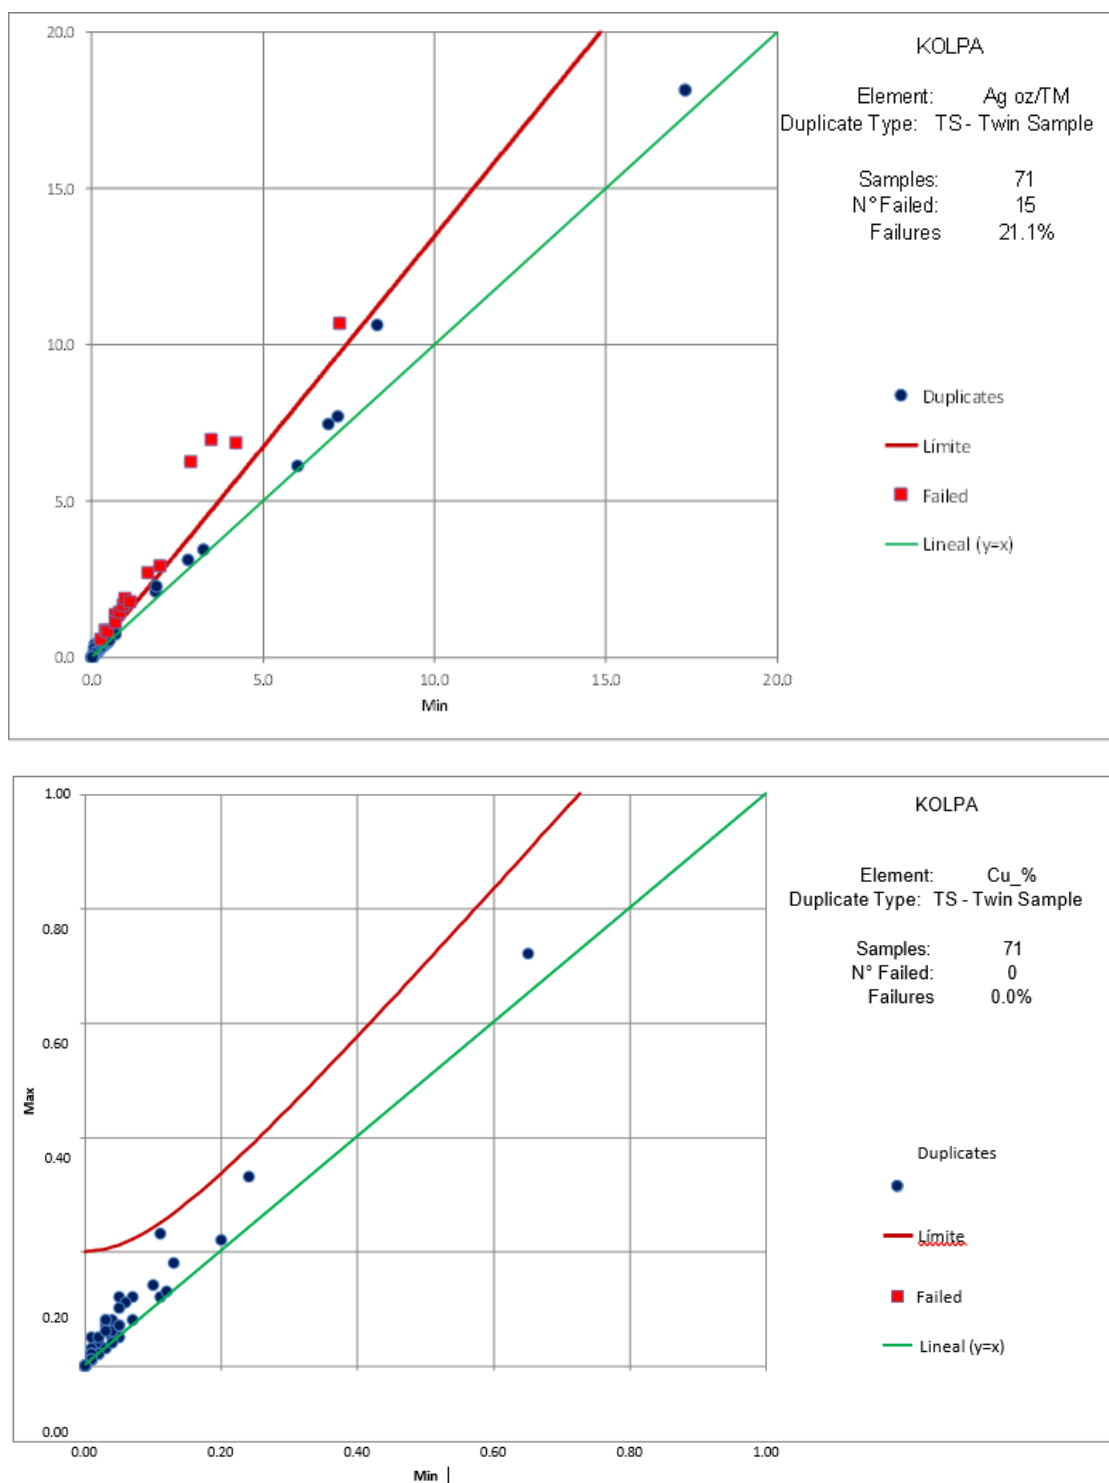 20.0
15.0
10.0
5.0
0.0
0.0 5.0 10.0 15.0 20.0
Min
KOLPA
Element: Ag oz/TM
Duplicate Type: TS - Twin Sample
Samples: 71
N°Failed: 15
Failures 21.1%
Duplicates
Límite
Failed
Lineal (y=x)
1.00
0.80
0.60
0.40
0.20
0.00
Max
0.00 0.20 0.40 0.60 0.80 1.00
Min
KOLPA
Element: Cu_%
Duplicate Type: TS - Twin Sample
Samples: 71
N° Failed: 0
Failures 0.0%
Duplicates
Límite
Failed
Lineal (y=x)